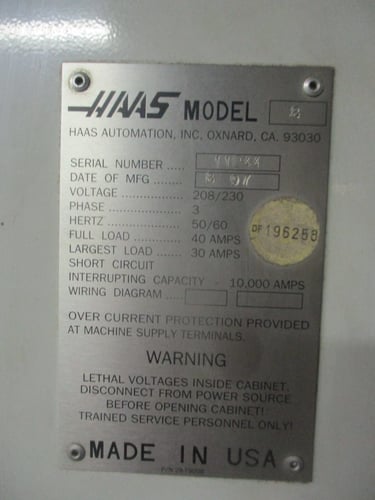 HAAS MODEL
HAAS AUTOMATION, INC, OXNARD, CA. 93030
SERIAL NUMBER .....
DATE OF MFG ........
VOLTAGE ................. 208/230
PHASE .................... 3
HERTZ .................... 50/60
FULL LOAD ............. 40 AMPS
LARGEST LOAD ...... 30 AMPS
SHORT CIRCUIT
INTERRUPTING CAPACITY - 10,000 AMPS
WIRING DIAGRAM ....
DF 196258
OVER CURRENT PROTECTION PROVIDED
AT MACHINE SUPPLY TERMINALS.
WARNING
LETHAL VOLTAGES INSIDE CABINET.
DISCONNECT FROM POWER SOURCE
BEFORE OPENING CABINET!
TRAINED SERVICE PERSONNEL ONLY!
MADE IN USA